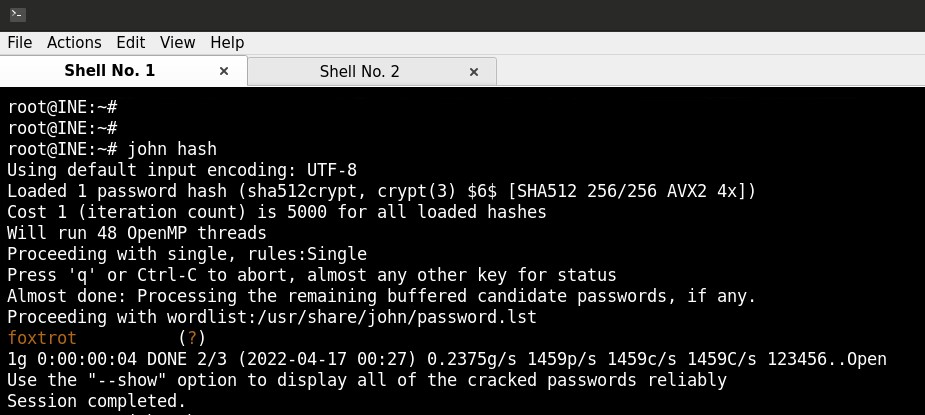 File Actions Edit View Help
Shell No. 1 × Shell No. 2 ×
root@INE:~#
root@INE:~#
root@INE:~# john hash
Using default input encoding: UTF-8
Loaded 1 password hash (sha512crypt, crypt(3) $6$ [SHA512 256/256 AVX2 4x])
Cost 1 (iteration count) is 5000 for all loaded hashes
Will run 48 OpenMP threads
Proceeding with single, rules:Single
Press 'q' or Ctrl-C to abort, almost any other key for status
Almost done: Processing the remaining buffered candidate passwords, if any.
Proceeding with wordlist:/usr/share/john/password.lst
foxtrot          (?)
1g 0:00:00:04 DONE 2/3 (2022-04-17 00:27) 0.2375g/s 1459p/s 1459c/s 1459C/s 123456..Open
Use the "--show" option to display all of the cracked passwords reliably
Session completed.